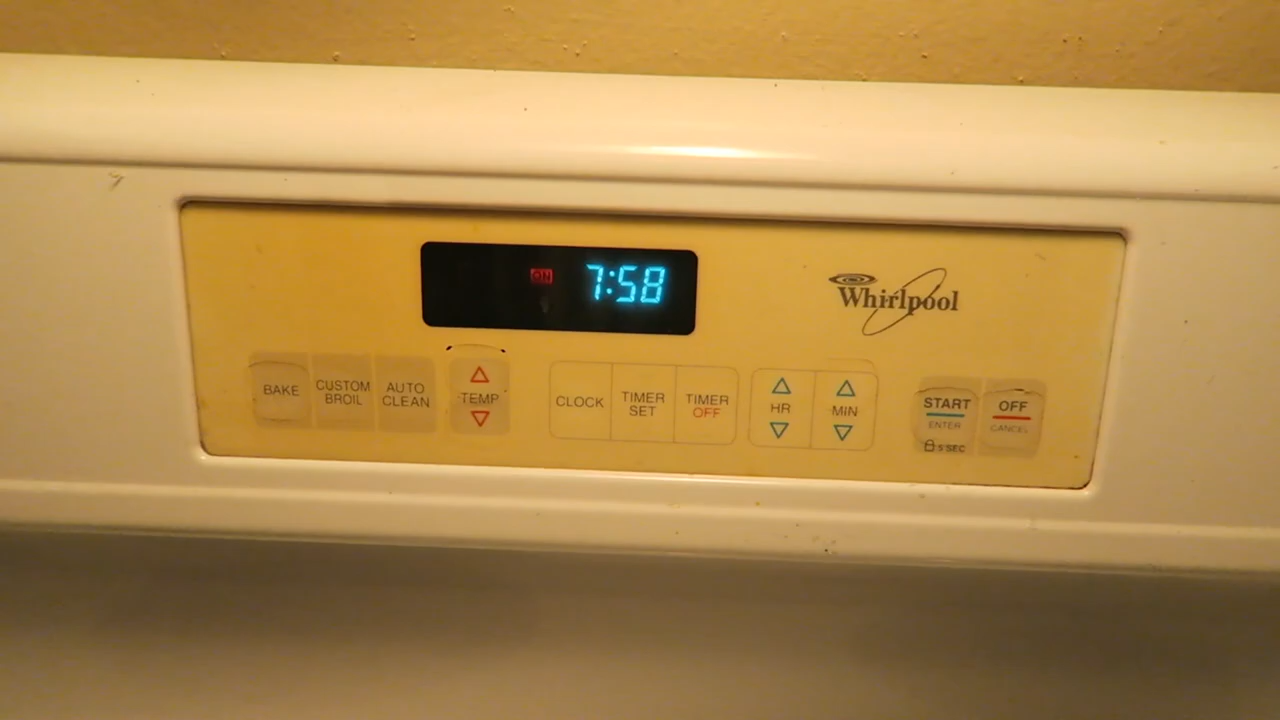 ON 7:58
Whirlpool
BAKE
CUSTOM
BROIL
AUTO
CLEAN
TEMP
CLOCK
TIMER
SET
TIMER
OFF
HR
MIN
START
ENTER
5 SEC
OFF
CANCEL